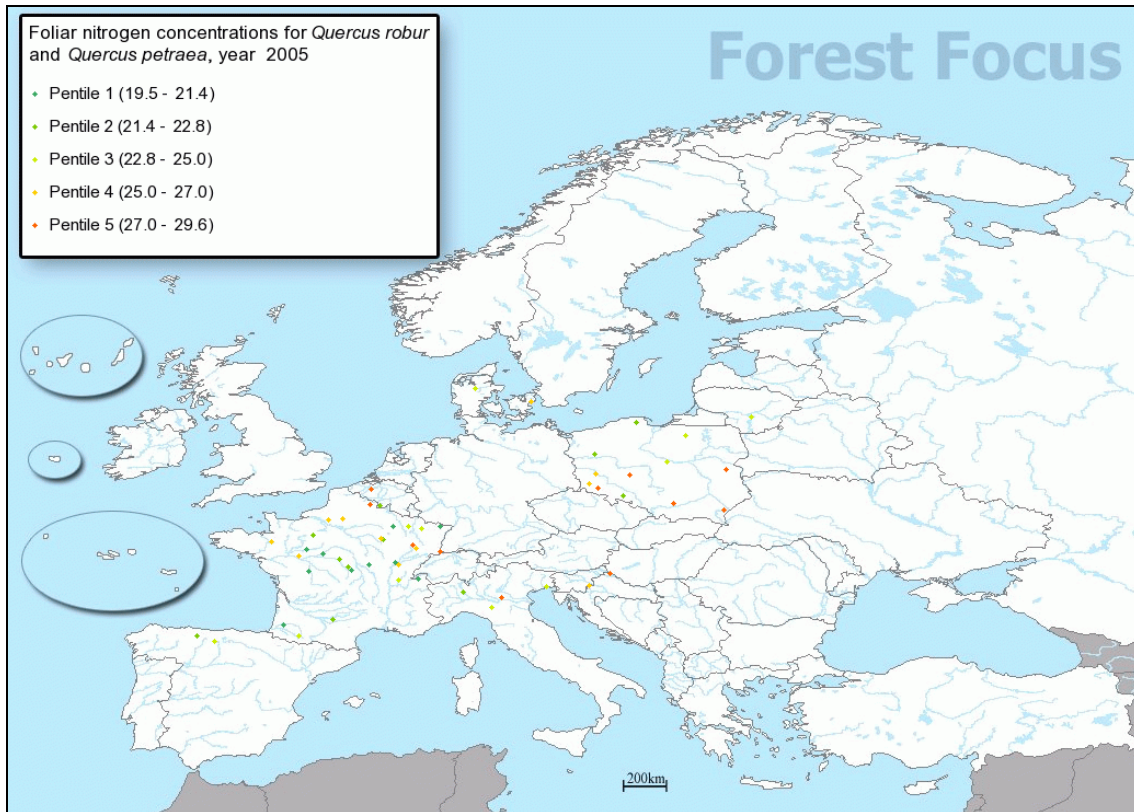 Foliar nitrogen concentrations for Quercus robur
and Quercus petraea, year 2005
Pentile 1 (19.5 - 21.4)
Pentile 2 (21.4 - 22.8)
Pentile 3 (22.8 - 25.0)
Pentile 4 (25.0 - 27.0)
Pentile 5 (27.0 - 29.6)
Forest Focus
200km